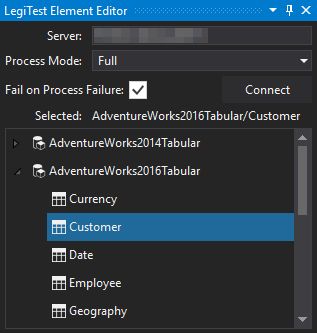 LegiTest Element Editor
Server:
Process Mode: Full
Fail on Process Failure: Connect
Selected: AdventureWorks2016Tabular/Customer
AdventureWorks2014Tabular
AdventureWorks2016Tabular
Currency
Customer
Date
Employee
Geography